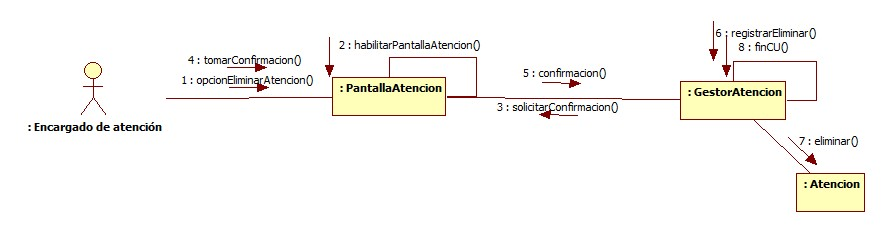 6 : registrarEliminar()
2 : habilitarPantallaAtencion()
8 : finCU()
4 : tomarConfirmacion()
5 : confirmacion()
1 : opcionEliminarAtencion()
: PantallaAtencion
: GestorAtencion
3 : solicitarConfirmacion()
: Encargado de atención
7 : eliminar()
: Atencion